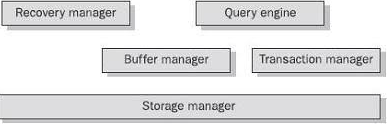 Recovery manager
Query engine
Buffer manager
Transaction manager
Storage manager